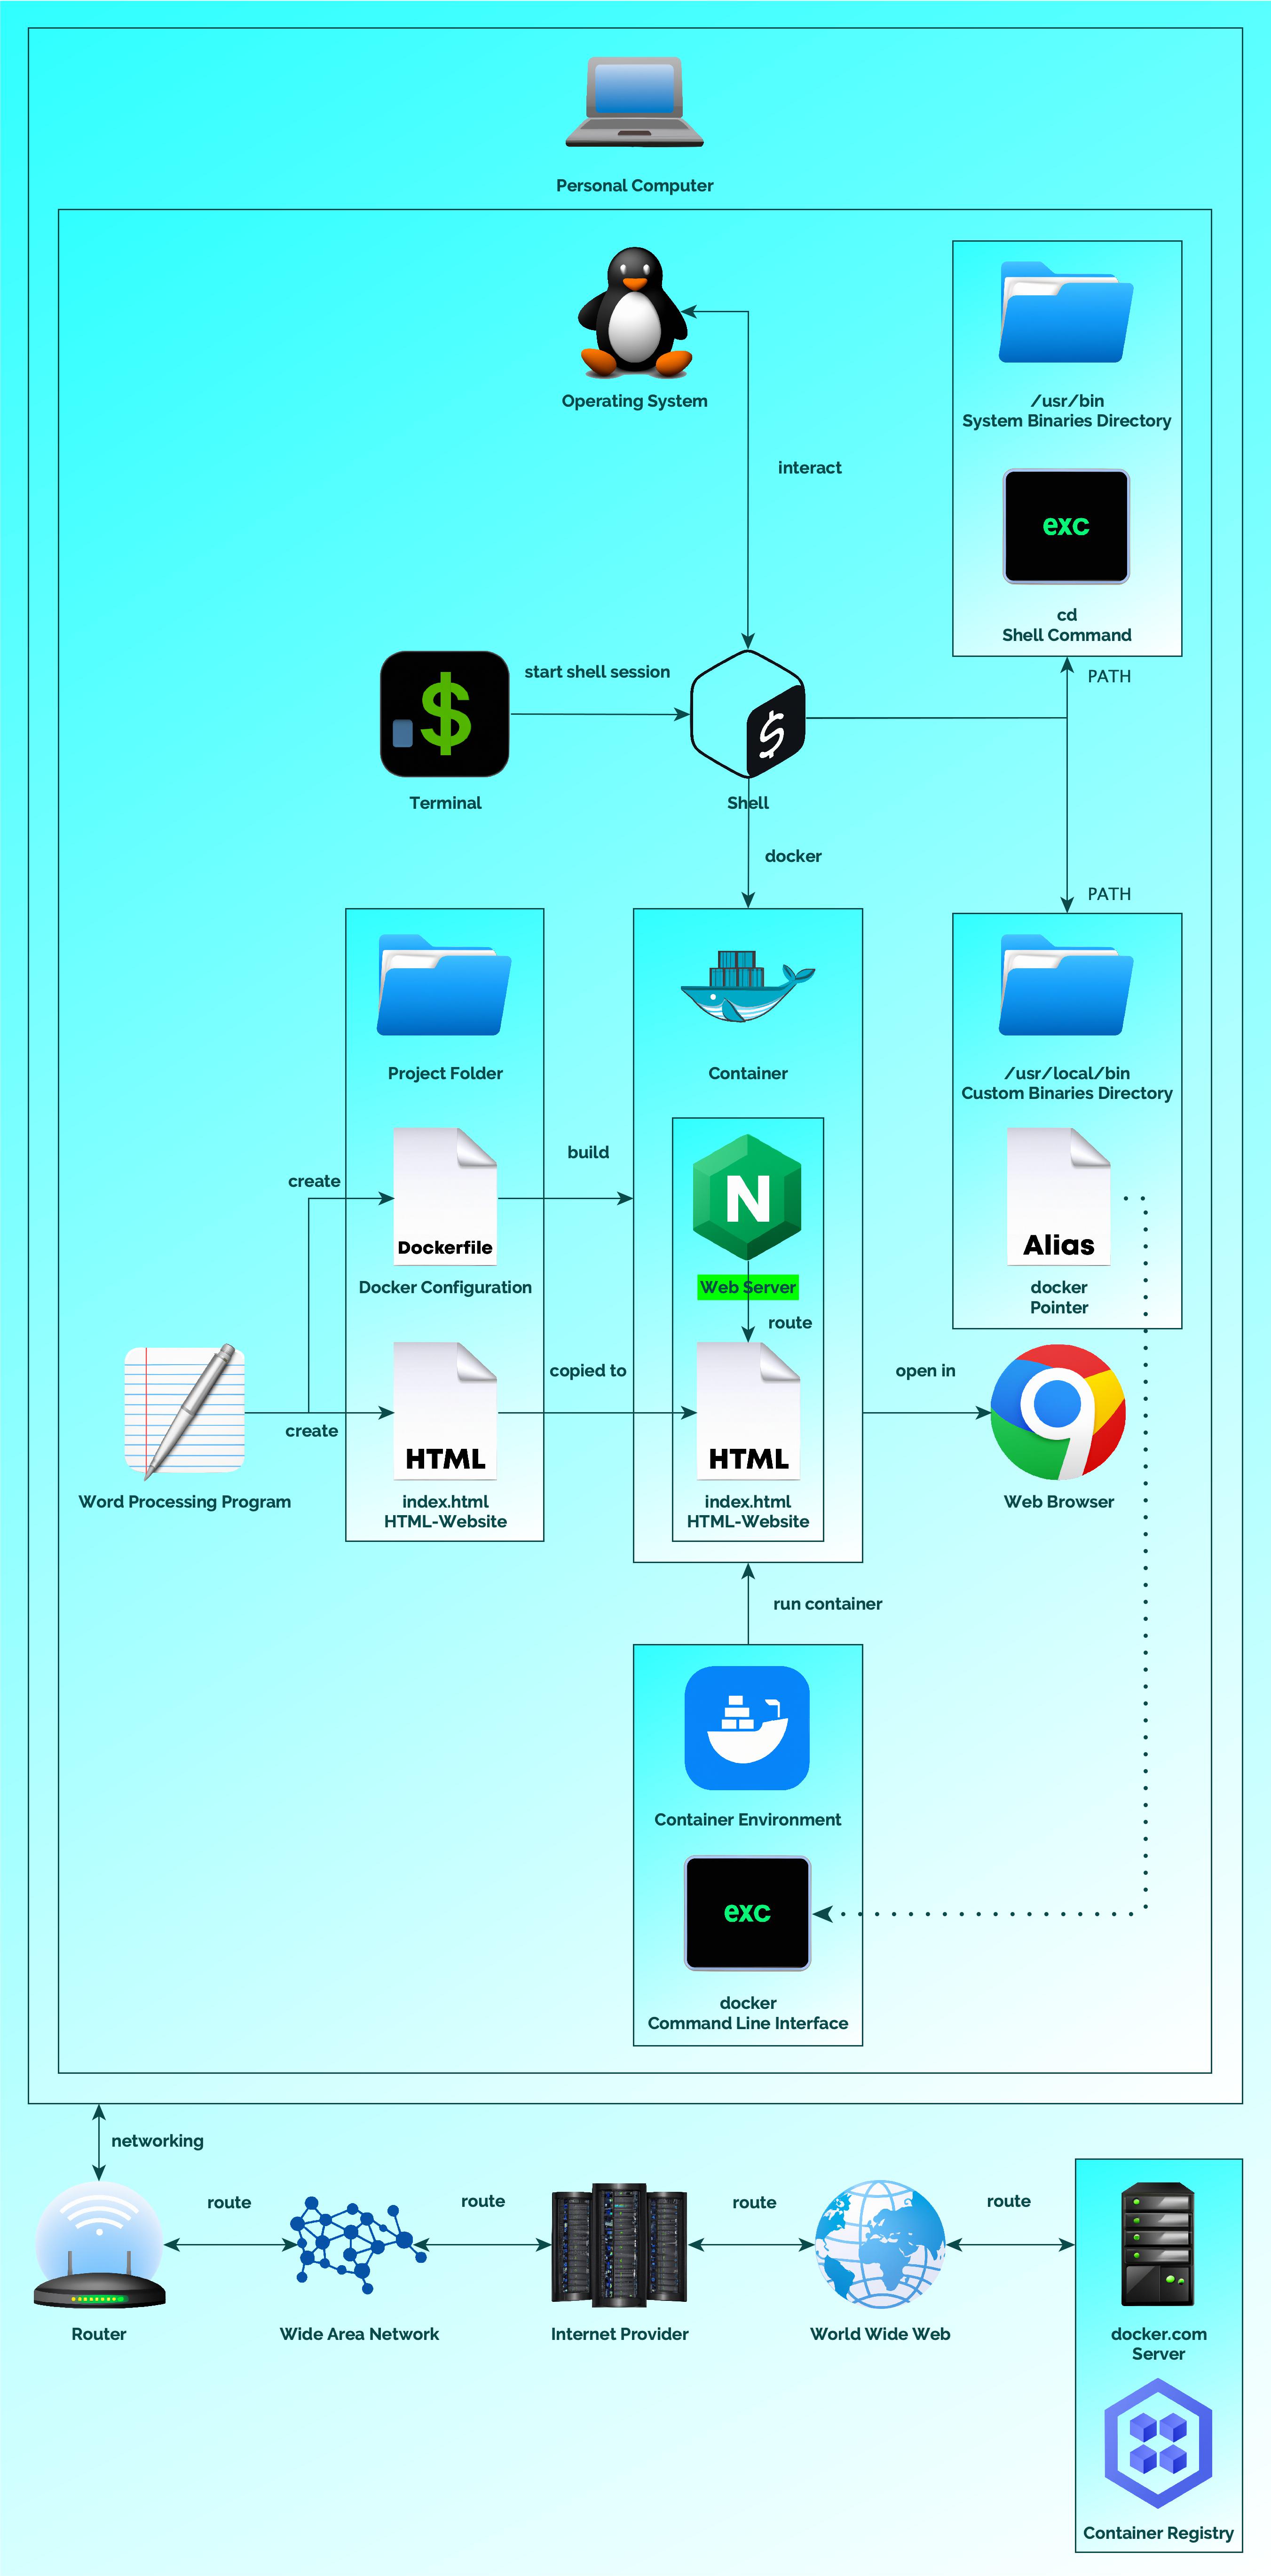 Personal Computer
Operating System
/usr/bin
System Binaries Directory
interact
exc
cd
Shell Command
start shell session
PATH
$
$
Terminal
Shell
docker
PATH
Project Folder
Container
/usr/local/bin
Custom Binaries Directory
create
build
Dockerfile
Docker Configuration
N
Web Server
route
Alias
docker
Pointer
copied to
open in
create
HTML
HTML
Word Processing Program
index.html
HTML-Website
index.html
HTML-Website
Web Browser
run container
Container Environment
exc
docker
Command Line Interface
networking
route
route
route
route
Router
Wide Area Network
Internet Provider
World Wide Web
docker.com
Server
Container Registry